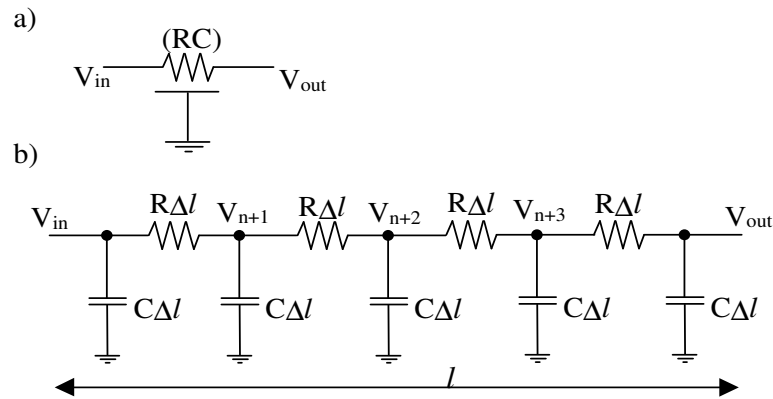 a)
(RC)
Vin Vout
b)
Vin RΔl Vn+1 RΔl Vn+2 RΔl Vn+3 RΔl Vout
CΔl CΔl CΔl CΔl CΔl
l